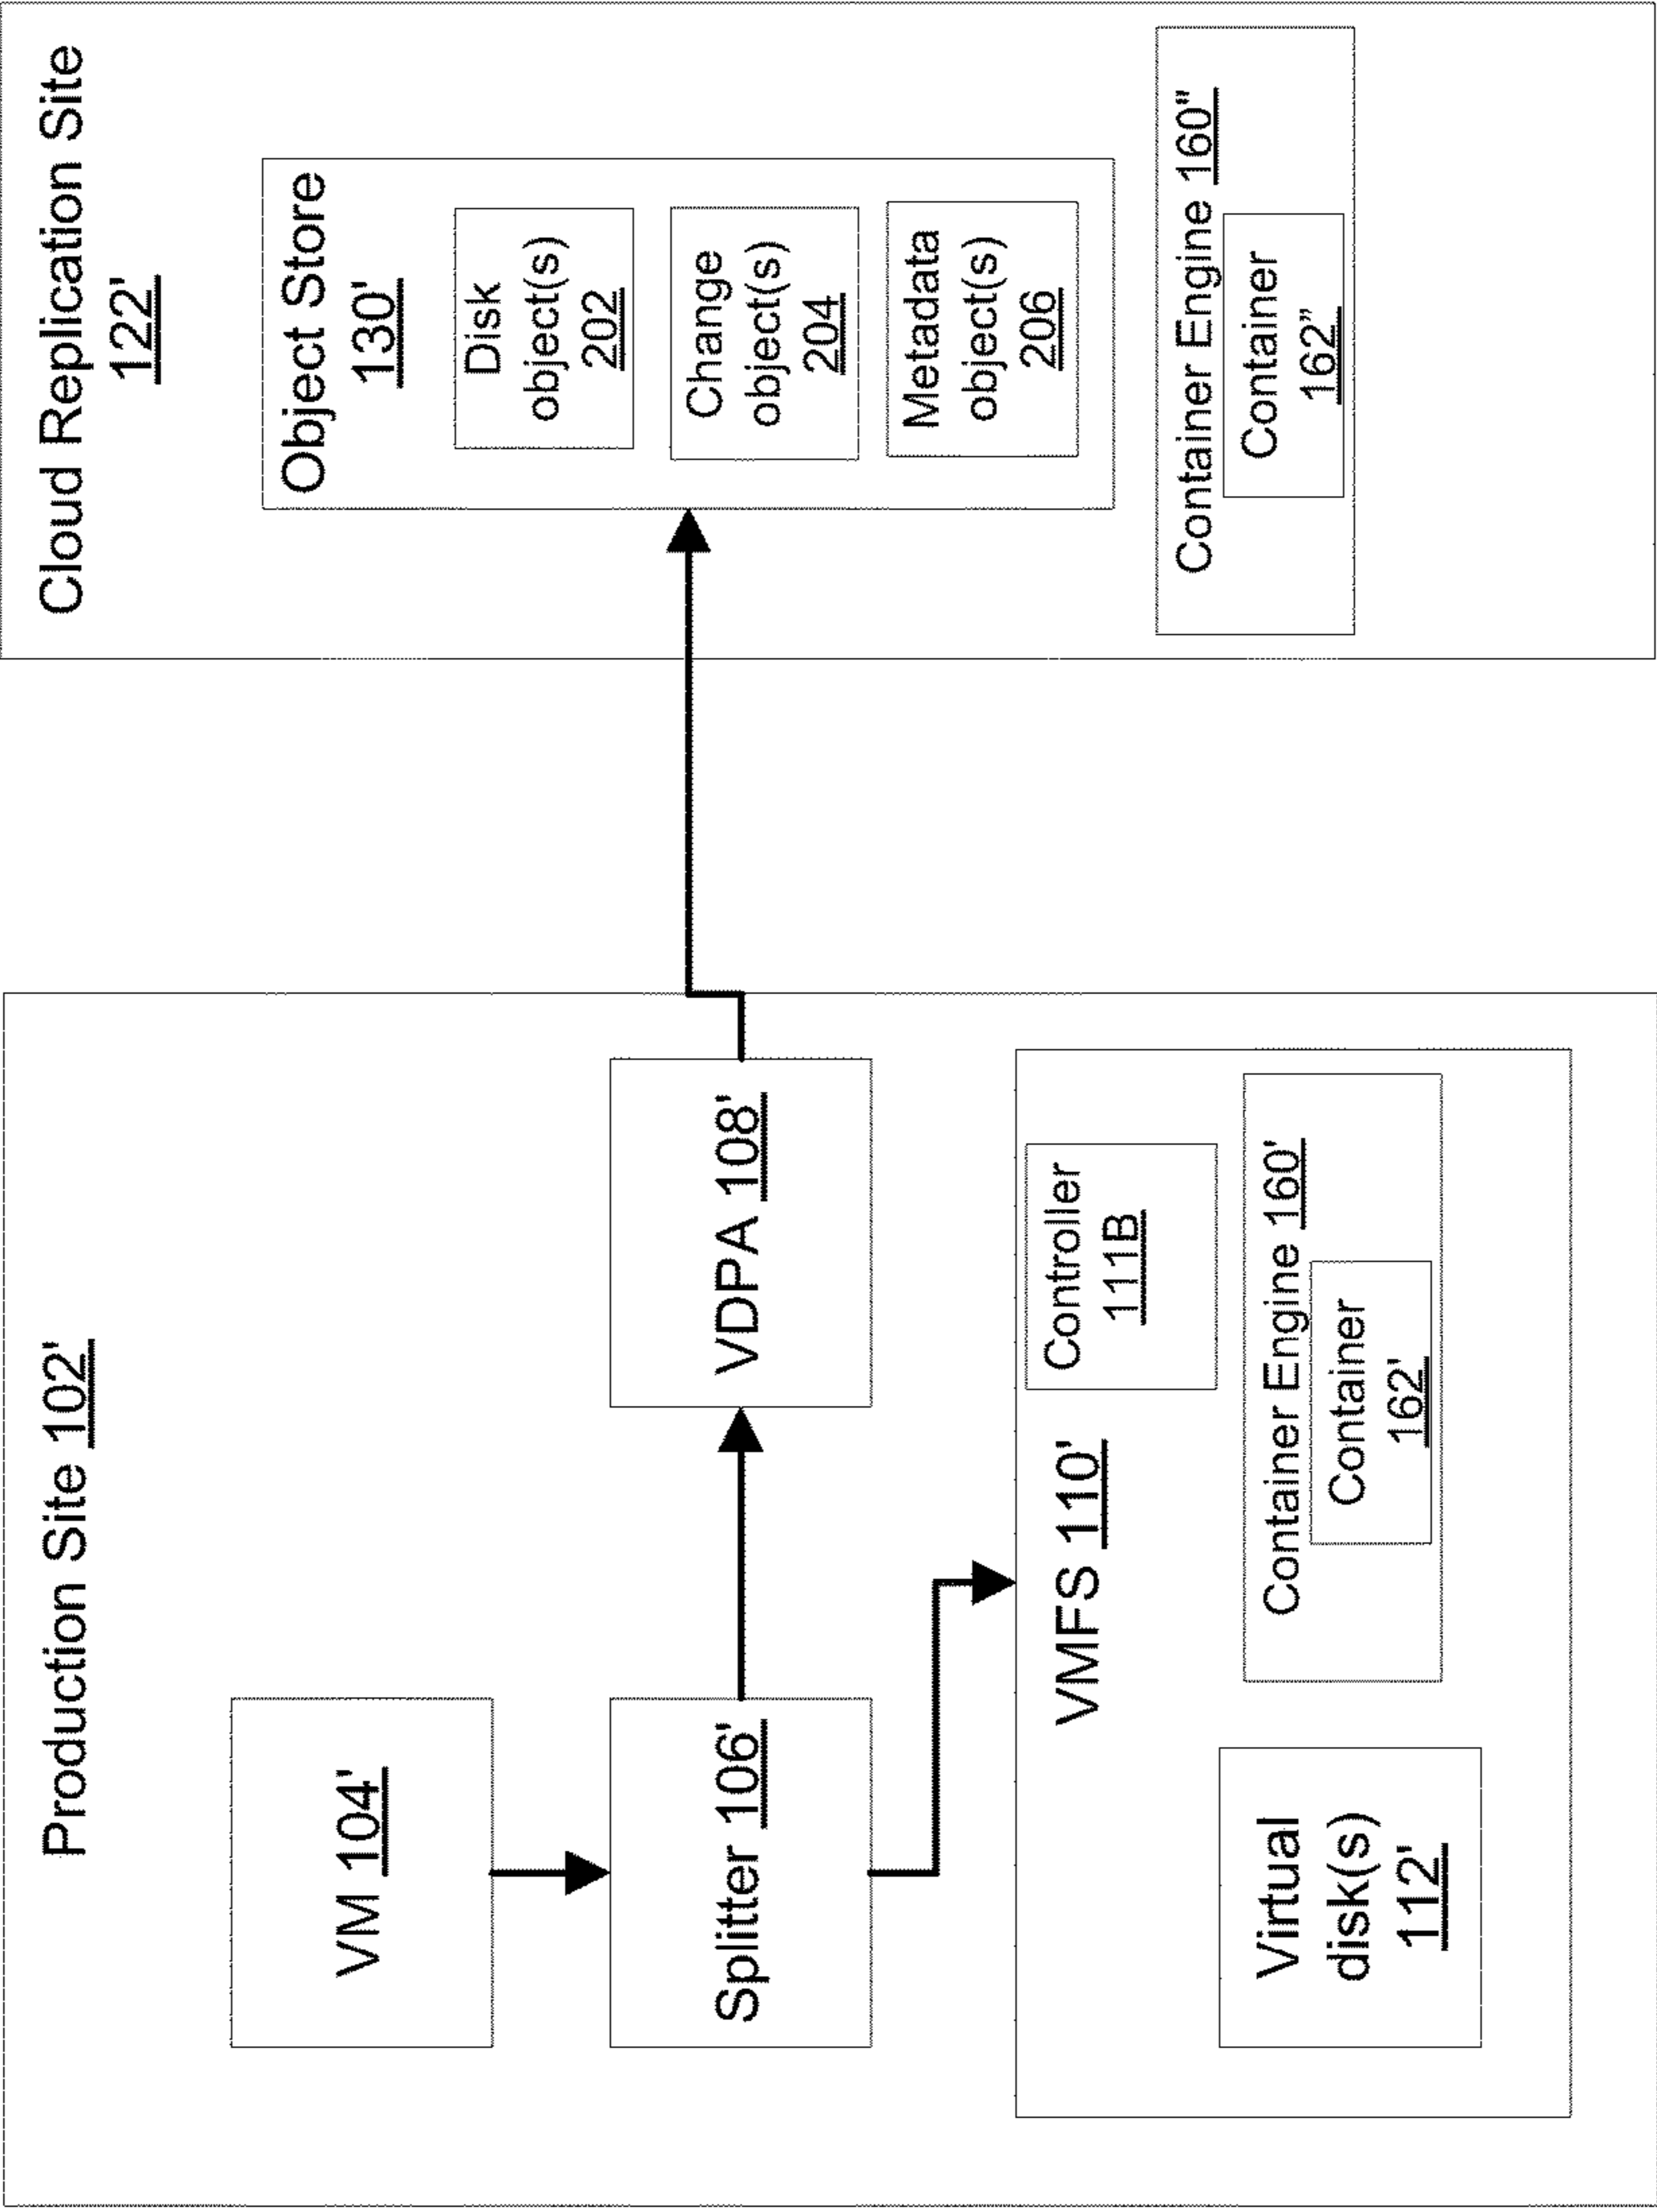 Production Site 102'
VM 104'
Splitter 106'
VDPA 108'
VMFS 110'
Controller
111B
Virtual
disk(s)
112'
Container Engine 160'
Container
162'
Cloud Replication Site
122'
Object Store
130'
Disk
object(s)
202
Change
object(s)
204
Metadata
object(s)
206
Container Engine 160"
Container
162”